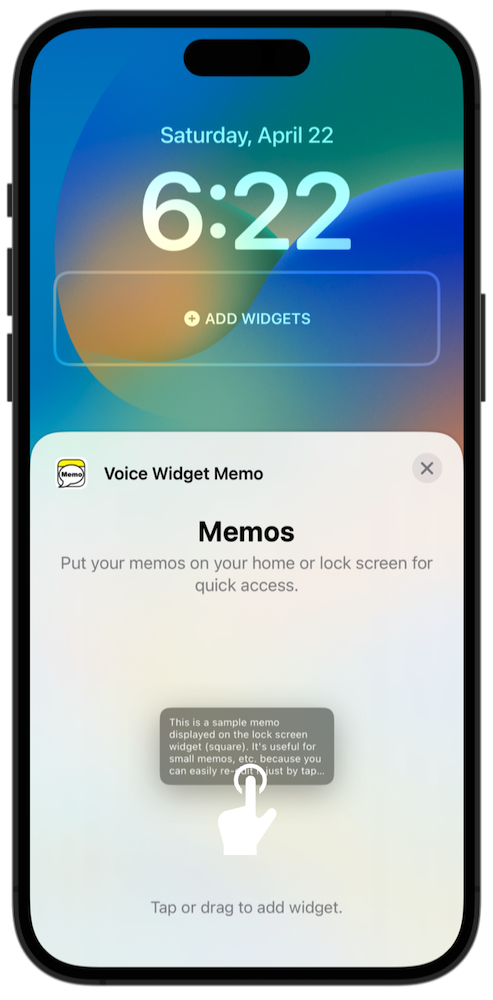 Saturday, April 22
6:22
ADD WIDGETS
Memo
Voice Widget Memo
Memos
Put your memos on your home or lock screen for
quick access.
This is a sample memo
displayed on the lock screen
widget (square). It's useful for
small memos, etc. because you
can easily just by tap...
Tap or drag to add widget.